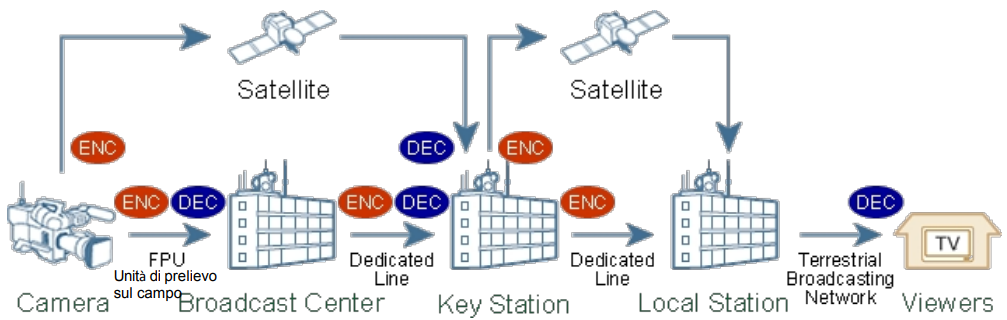 Satellite
Satellite
ENC
DEC
ENC
ENC
DEC
ENC
DEC
ENC
DEC
TV
FPU
Unità di prelievo
sul campo
Dedicated
Line
Dedicated
Line
Terrestrial
Broadcasting
Network
Camera
Broadcast Center
Key Station
Local Station
Viewers